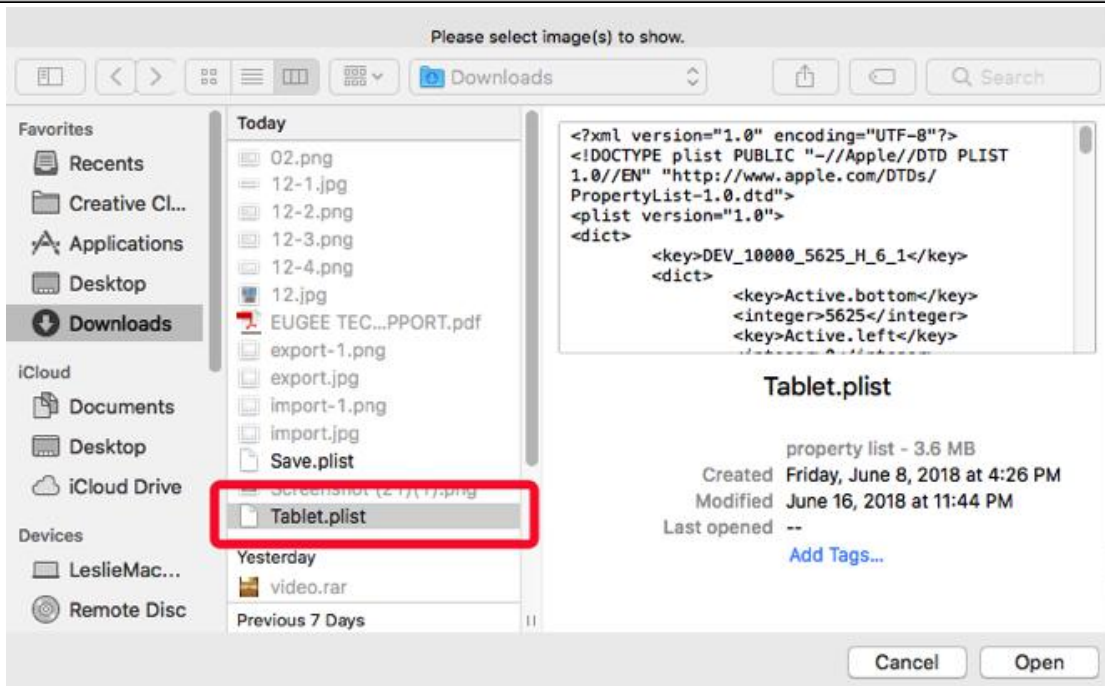 Please select image(s) to show.
Downloads
Search
Favorites
Recents
Creative Cl...
Applications
Desktop
Downloads
iCloud
Documents
Desktop
iCloud Drive
Devices
LeslieMac...
Remote Disc
Today
02.png
12-1.jpg
12-2.png
12-3.png
12-4.png
12.jpg
EUGEE TEC...PPORT.pdf
export-1.png
export.jpg
import-1.png
import.jpg
Save.plist
Screenshot (21)(1).png
Tablet.plist
Yesterday
video.rar
Previous 7 Days
<?xml version="1.0" encoding="UTF-8"?>
<!DOCTYPE plist PUBLIC "-//Apple//DTD PLIST
1.0//EN" "http://www.apple.com/DTDs/
PropertyList-1.0.dtd">
<plist version="1.0">
<dict>
<key>DEV_10000_5625_H_6_1</key>
<dict>
<key>Active.bottom</key>
<integer>5625</integer>
<key>Active.left</key>
<integer>0</integer>
Tablet.plist
property list - 3.6 MB
Created Friday, June 8, 2018 at 4:26 PM
Modified June 16, 2018 at 11:44 PM
Last opened --
Add Tags...
Cancel
Open